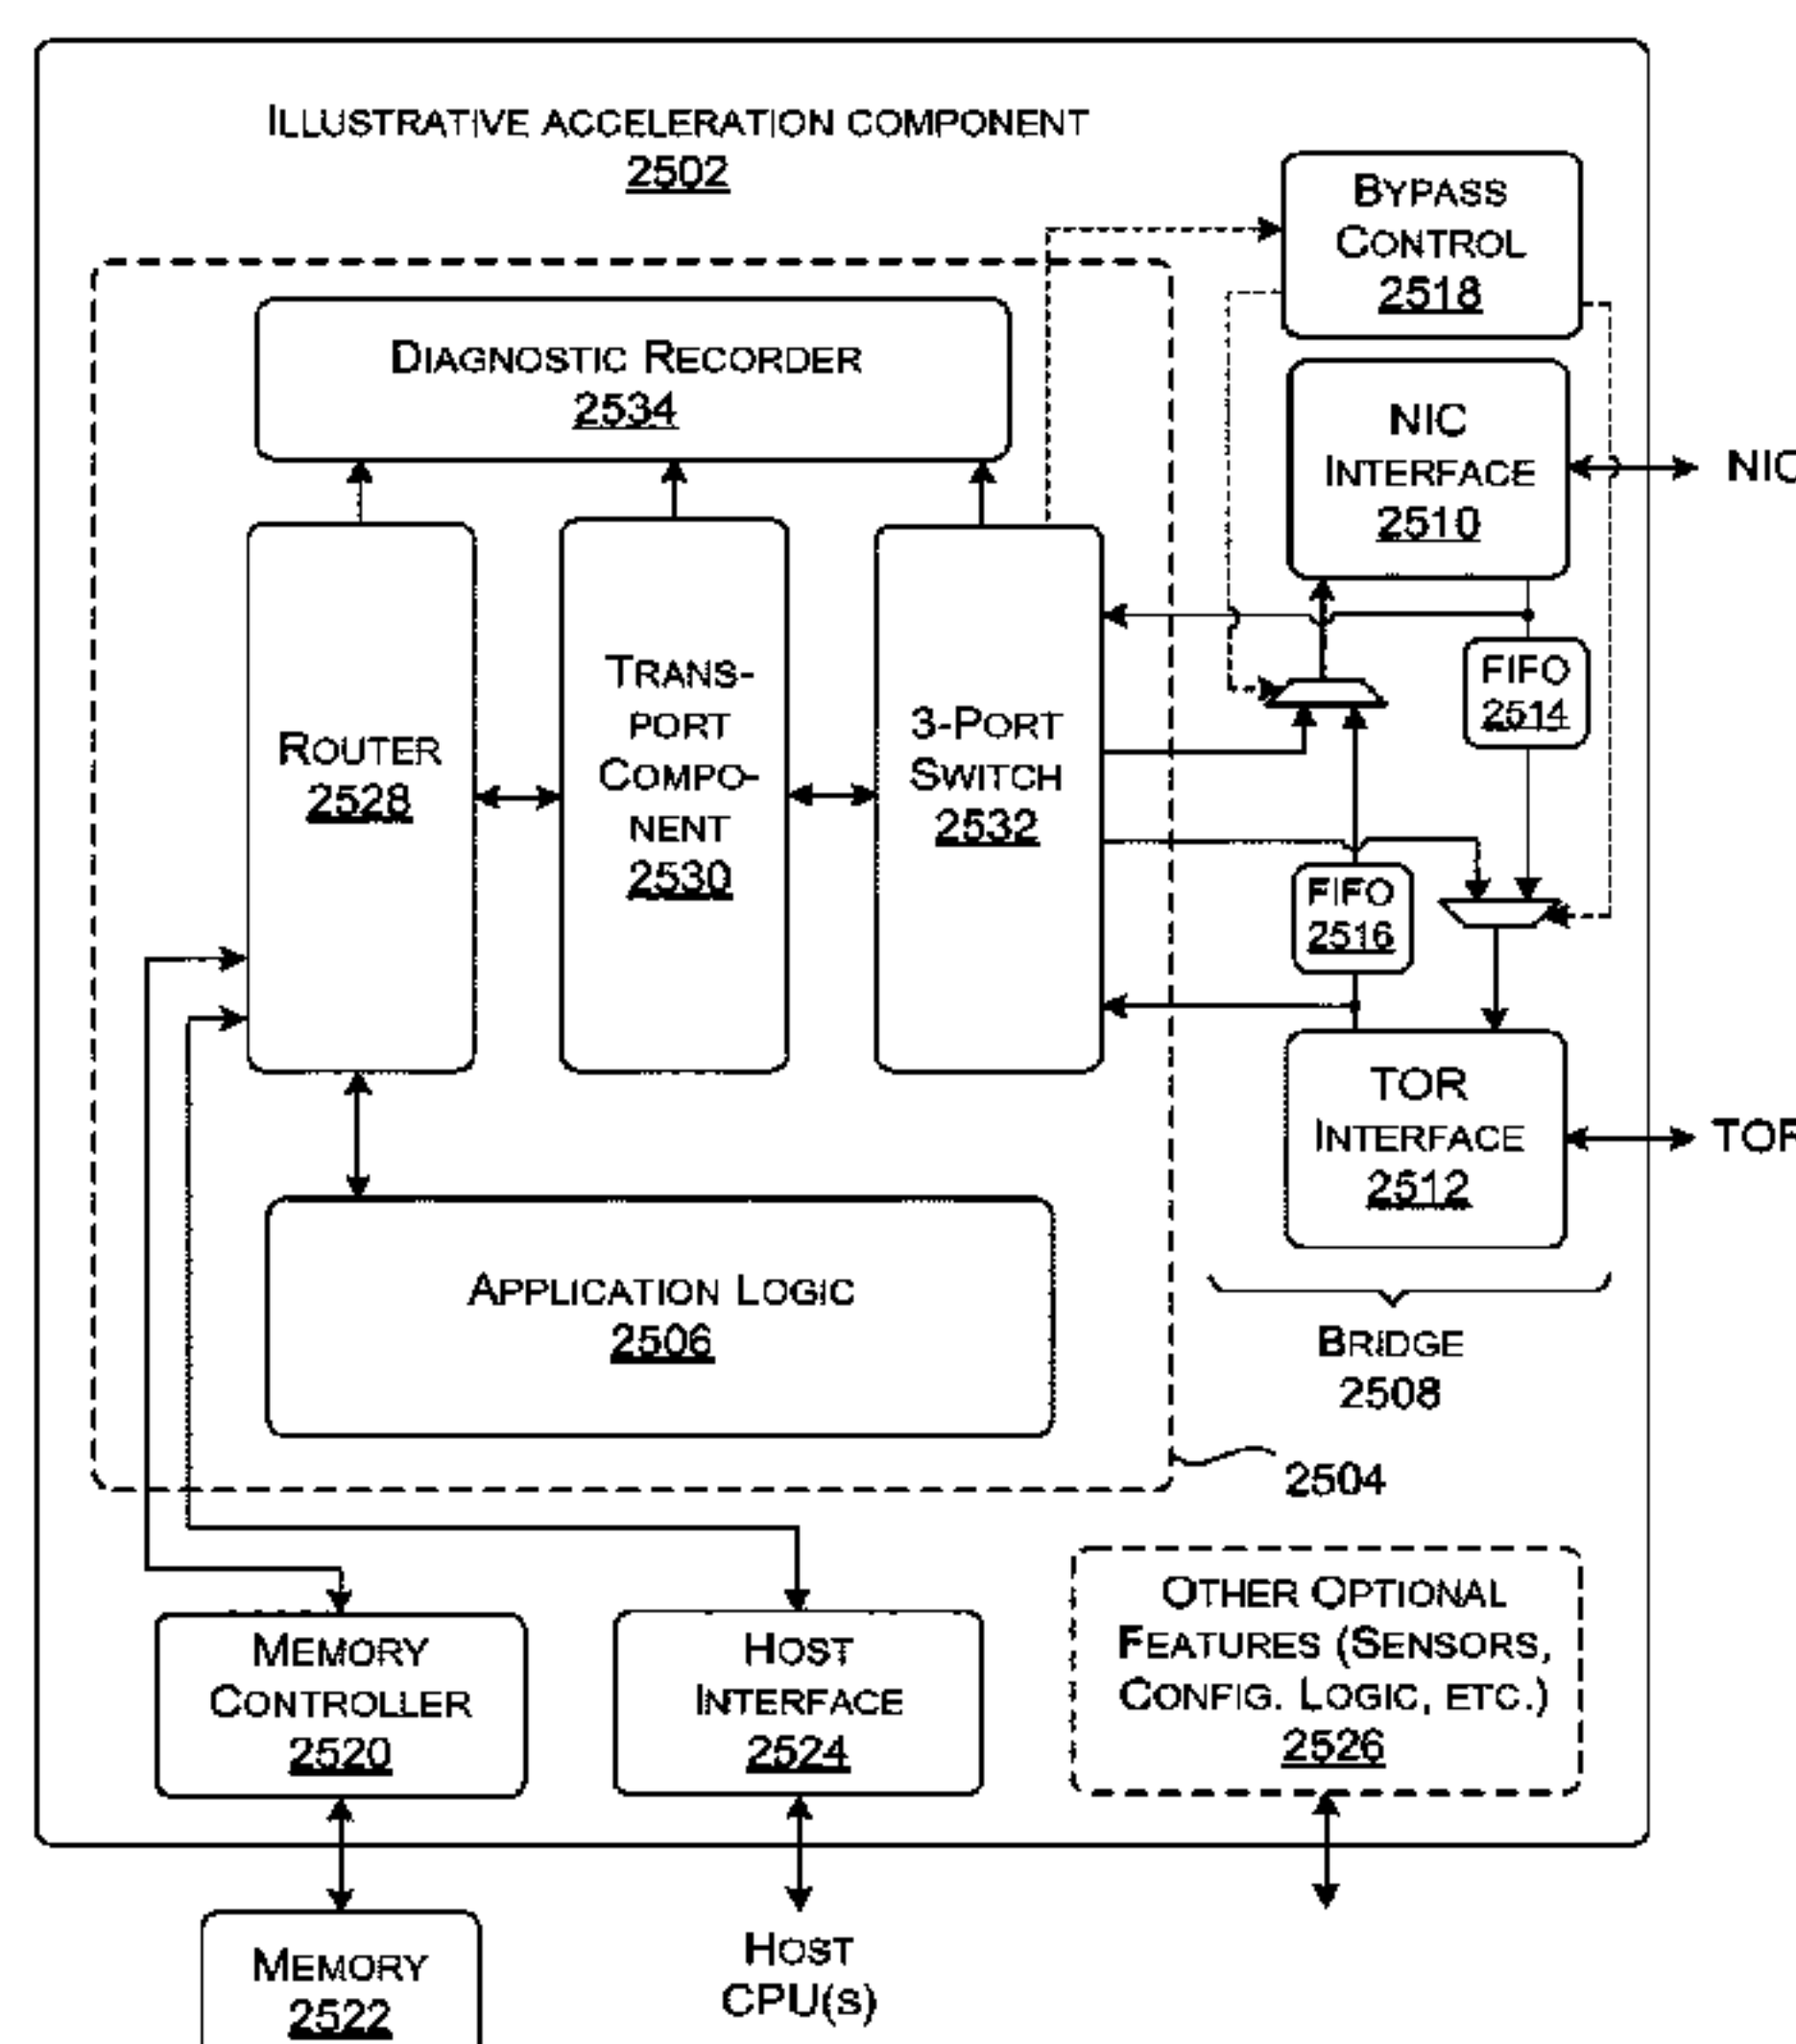 ILLUSTRATIVE ACCELERATION COMPONENT
2502
BYPASS
CONTROL
2518
DIAGNOSTIC RECORDER
2534
NIC
INTERFACE
2510
NIC
ROUTER
2528
TRANS-
PORT
COMPO-
NENT
2530
3-PORT
SWITCH
2532
FIFO
2514
FIFO
2516
TOR
INTERFACE
2512
TOR
APPLICATION LOGIC
2506
BRIDGE
2508
2504
MEMORY
CONTROLLER
2520
HOST
INTERFACE
2524
OTHER OPTIONAL
FEATURES (SENSORS,
CONFIG. LOGIC, ETC.)
2526
MEMORY
2522
HOST
CPU(S)